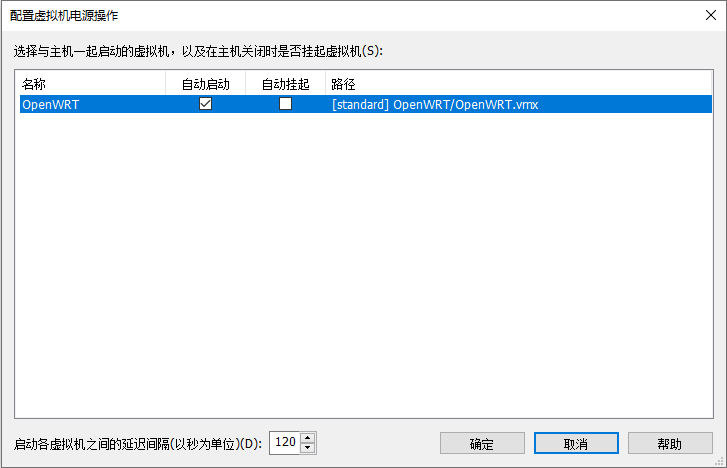 配置虚拟机电源操作
选择与主机一起启动的虚拟机，以及在主机关闭时是否挂起虚拟机(S):
名称 自动启动 自动挂起 路径
OpenWRT [standard] OpenWRT/OpenWRT.vmx
启动各虚拟机之间的延迟间隔(以秒为单位)(D): 120 确定 取消 帮助